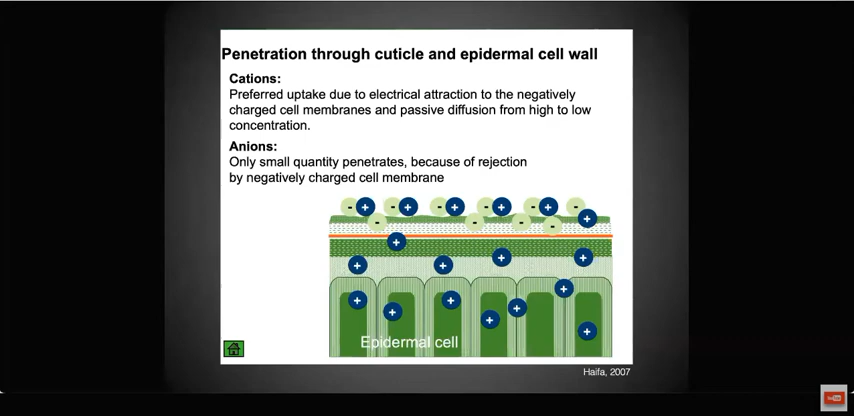 Penetration through cuticle and epidermal cell wall
Cations:
Preferred uptake due to electrical attraction to the negatively
charged cell membranes and passive diffusion from high to low
concentration.
Anions:
Only small quantity penetrates, because of rejection
by negatively charged cell membrane
- + - + - + - + - + -
- - - - +
+
+ + + +
+ + + + + + + +
Epidermal cell
Haifa, 2007